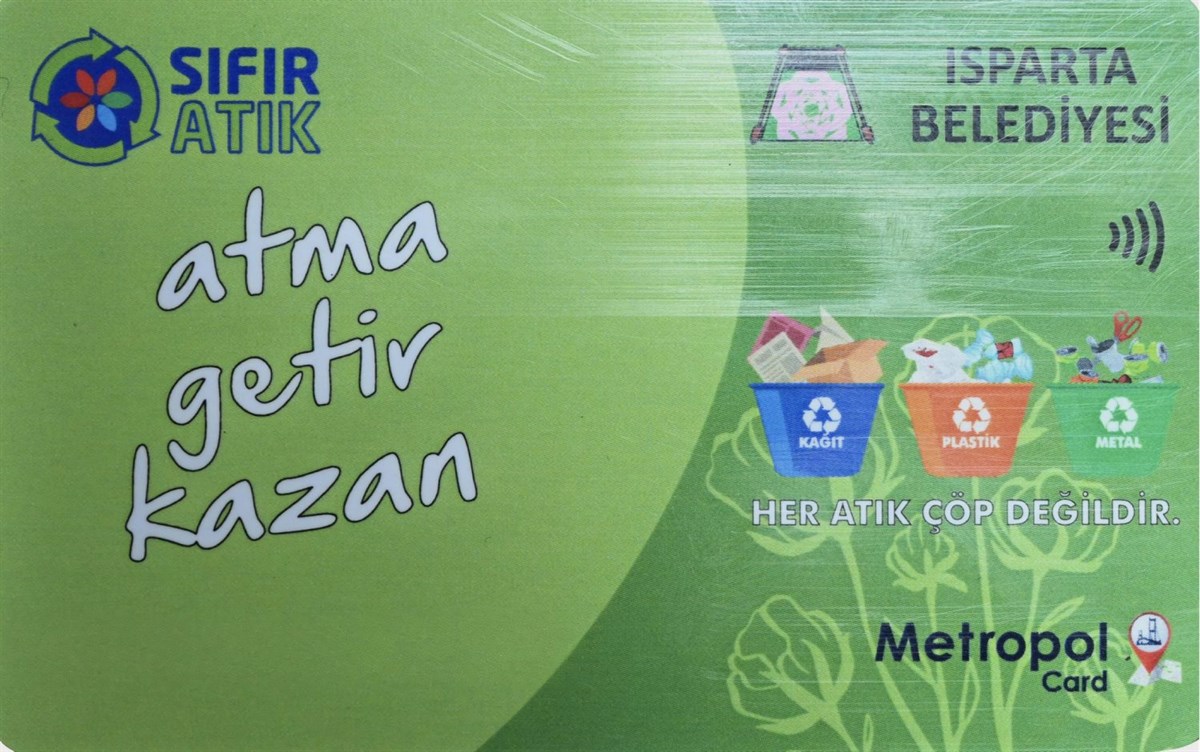 SIFIR
ATIK
ISPARTA
BELEDİYESİ
atma
getir
kazan
KAĞIT
PLASTİK
METAL
HER ATIK ÇÖP DEĞİLDİR.
Metropol
Card